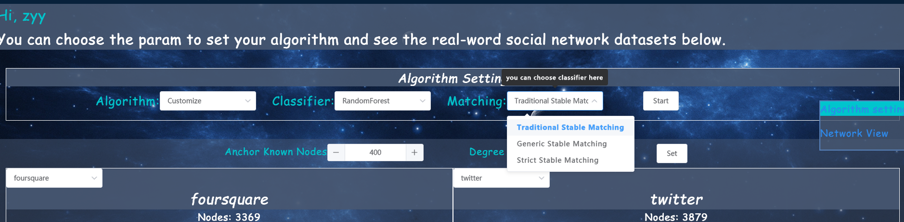 Hi, zyy
You can choose the param to set your algorithm and see the real-word social network datasets below.
Algorithm Settin
you can choose classifier here
Algorithm: Customize Classifier: RandomForest Matching: Traditional Stable Matc Start
Traditional Stable Matching
Generic Stable Matching
Strict Stable Matching
Algorithm settin
Network View
Anchor Known Nodes − 400 + Degree Set
foursquare twitter
foursquare twitter
Nodes: 3369 Nodes: 3879